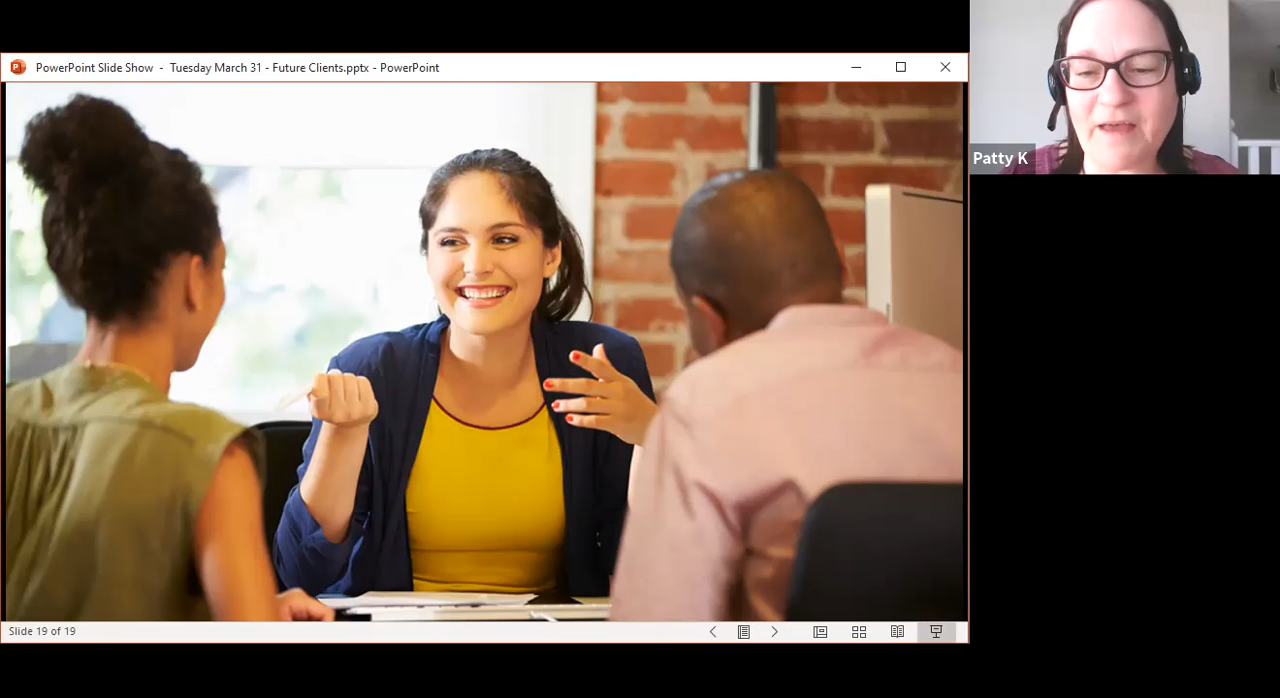 PowerPoint Slide Show - Tuesday March 31 - Future Clients.pptx - PowerPoint
Patty K
Slide 19 of 19